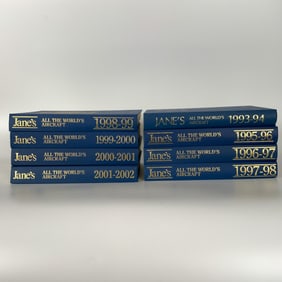 Jane's ALL THE WORLD'S AIRCRAFT 1998-99
Jane's ALL THE WORLD'S AIRCRAFT 1999-2000
Jane's ALL THE WORLD'S AIRCRAFT 2000-2001
Jane's ALL THE WORLD'S AIRCRAFT 2001-2002
JANE'S ALL THE WORLD'S AIRCRAFT 1993-94
Jane's ALL THE WORLD'S AIRCRAFT 1995-96
Jane's ALL THE WORLD'S AIRCRAFT 1996-97
Jane's ALL THE WORLD'S AIRCRAFT 1997-98